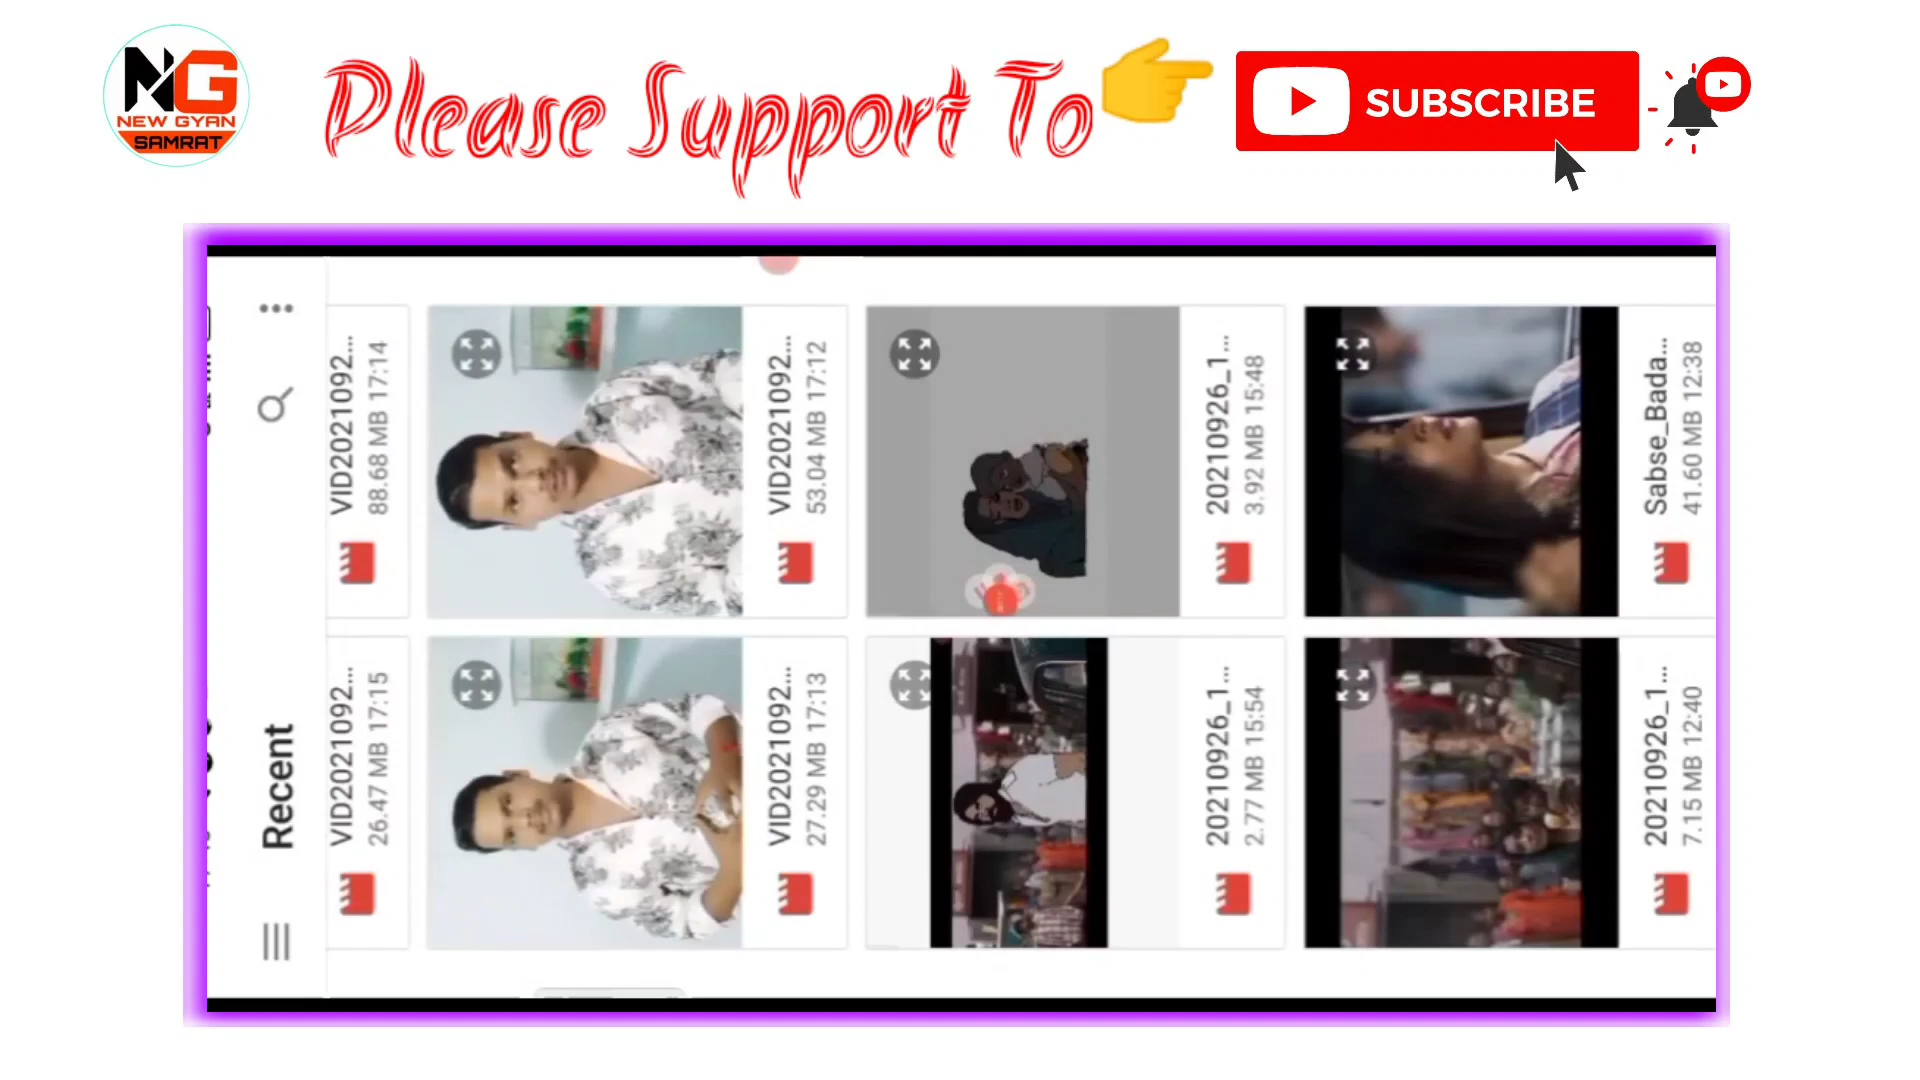 NG
NEW GYAN
SAMRAT
Please Support To
SUBSCRIBE
Recent
VID2021092...
88.68 MB 17:14
VID2021092...
26.47 MB 17:15
VID2021092...
53.04 MB 17:12
VID2021092...
27.29 MB 17:13
20210926_1...
3.92 MB 15:48
20210926_1...
2.77 MB 15:54
Sabse_Bada...
41.60 MB 12:38
20210926_1...
7.15 MB 12:40